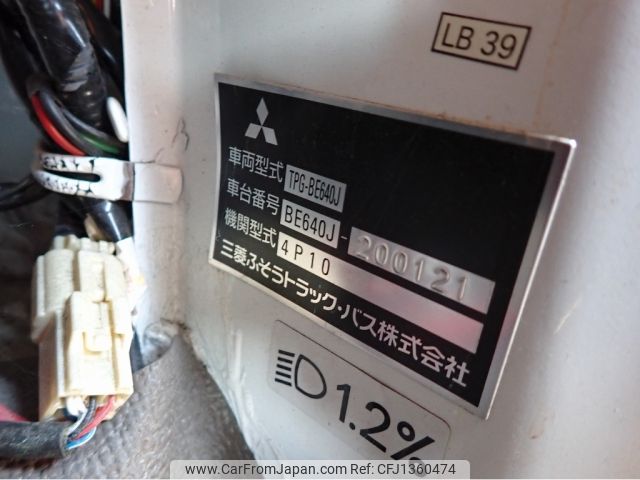 LB 39
車両型式 TPG-BE640J
車台番号 BE640J-200121
機関型式 4P10
三菱ふそうトラック・バス株式会社
1.2%
www.CarFromJapan.com | Ref No. CFJ1360474